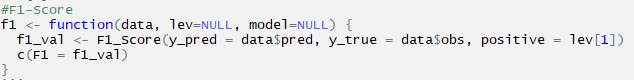 #F1-Score
f1 <- function(data, lev=NULL, model=NULL) {
  f1_val <- F1_Score(y_pred = data$pred, y_true = data$obs, positive = lev[1])
  c(F1 = f1_val)
}